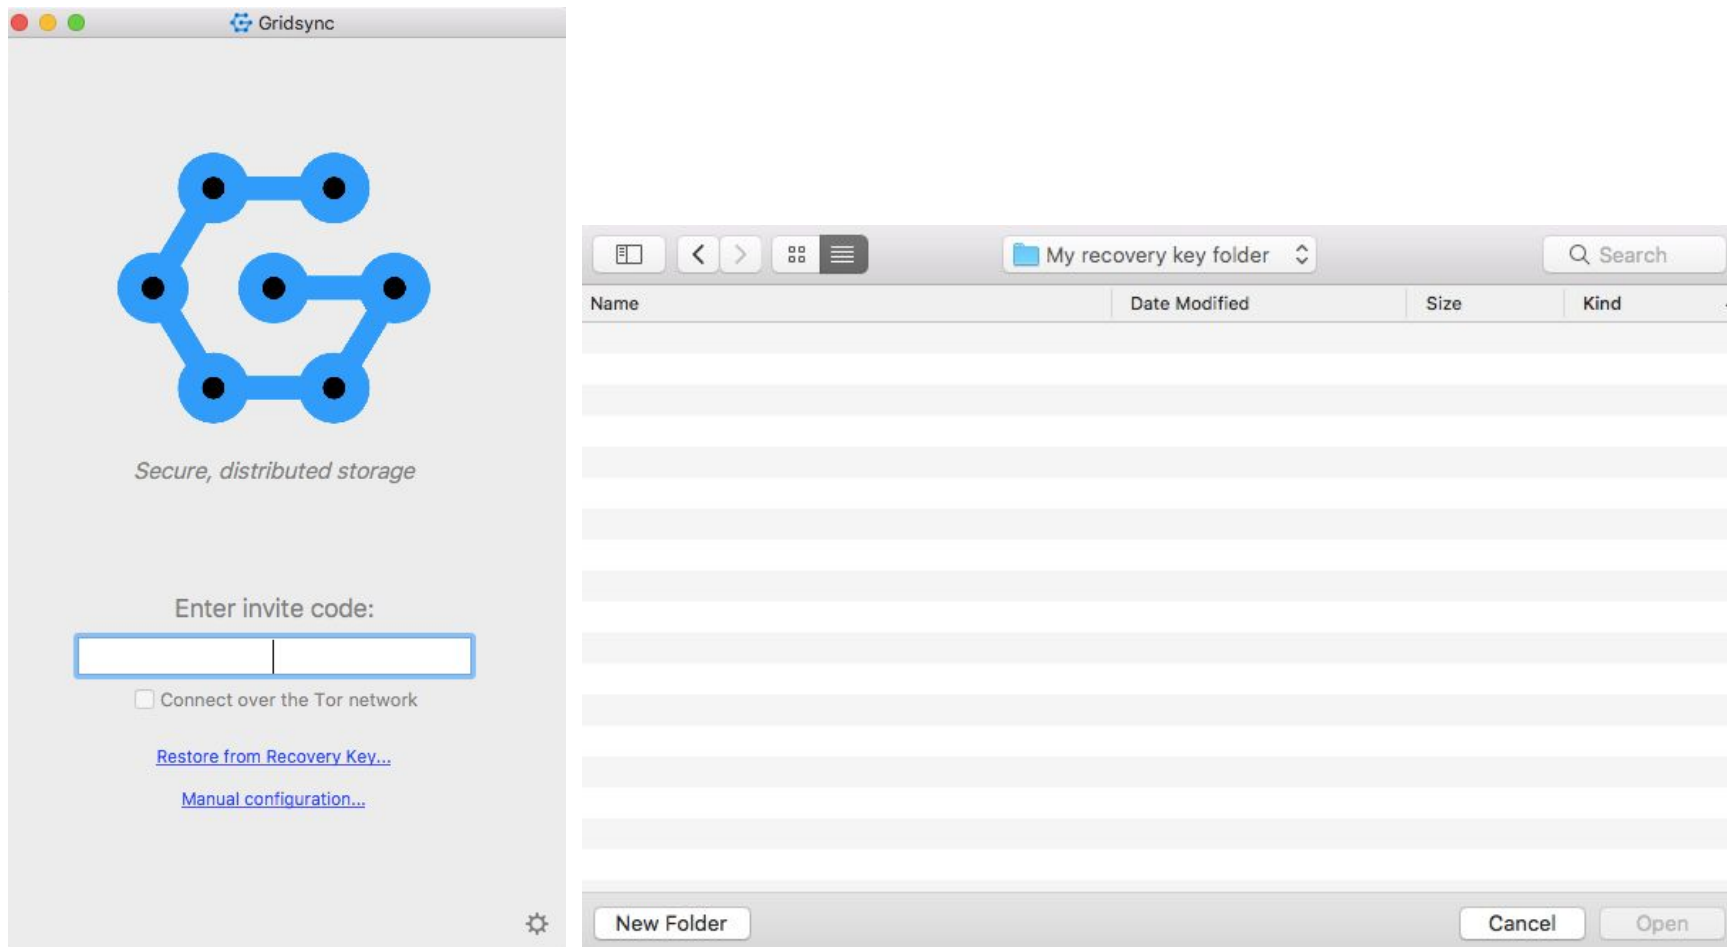 Gridsync
Secure, distributed storage
Enter invite code:
Connect over the Tor network
Restore from Recovery Key...
Manual configuration...
My recovery key folder
Search
Name Date Modified Size Kind
New Folder Cancel Open